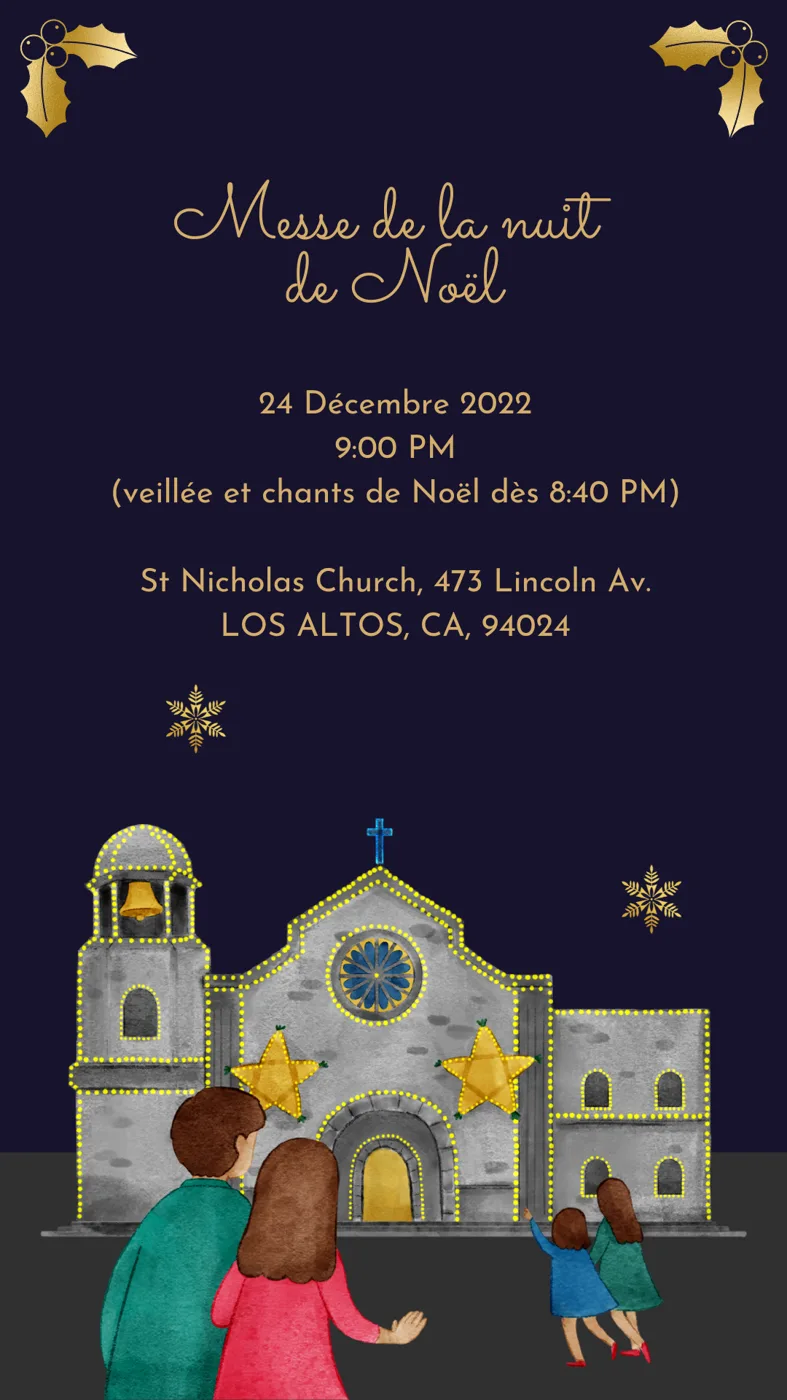 Messe de la nuit
de Noël
24 Décembre 2022
9:00 PM
(veillée et chants de Noël dès 8:40 PM)
St Nicholas Church, 473 Lincoln Av.
LOS ALTOS, CA, 94024